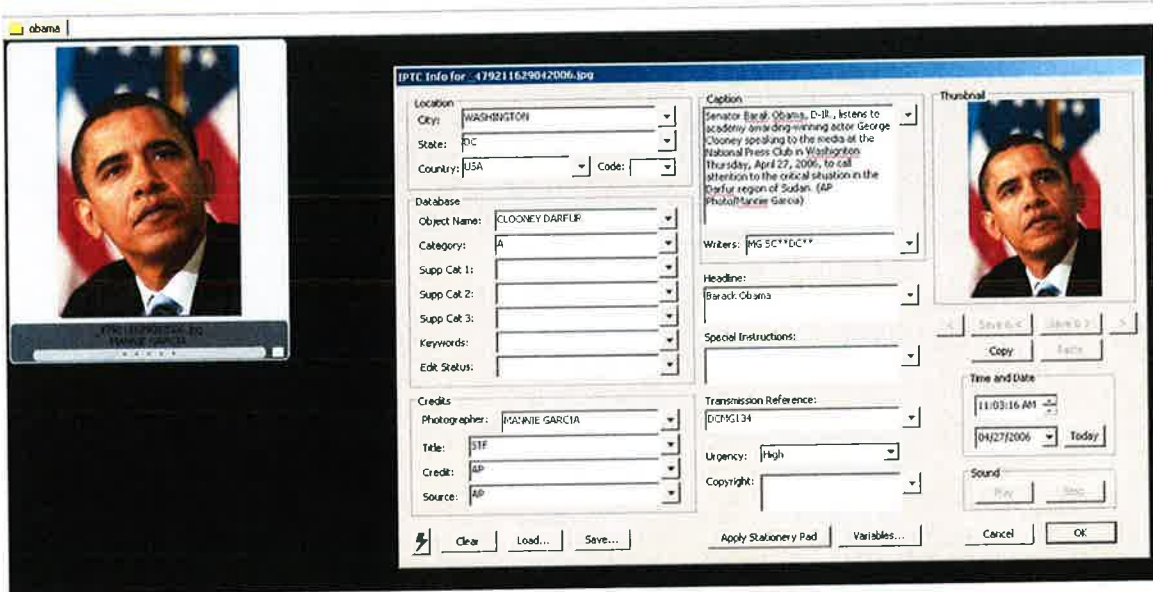 obama
MANNIE GARCIA
IPTC Info for _479211629042006.jpg
Location
City: WASHINGTON
State: DC
Country: USA Code:
Database
Object Name: CLOONEY DARFUR
Category: A
Supp Cat 1:
Supp Cat 2:
Supp Cat 3:
Keywords:
Edit Status:
Credits
Photographer: MANNIE GARCIA
Title: STF
Credit: AP
Source: AP
Clear Load... Save...
Caption
Senator Barak Obama, D-Ill., listens to
academy awarding-winning actor George
Clooney speaking to the media at the
National Press Club in Washignton
Thursday, April 27, 2006, to call
attention to the critical situation in the
Darfur region of Sudan. (AP
Photo/Mannie Garcia)
Writers: MG SC**DC**
Headline:
Barack Obama
Special Instructions:
Transmission Reference:
DCMG134
Urgency: High
Copyright:
Apply Stationery Pad Variables...
Thumbnail
< Save & < Save & > >
Copy Paste
Time and Date
11:03:16 AM
04/27/2006 Today
Sound
Play Stop
Cancel OK